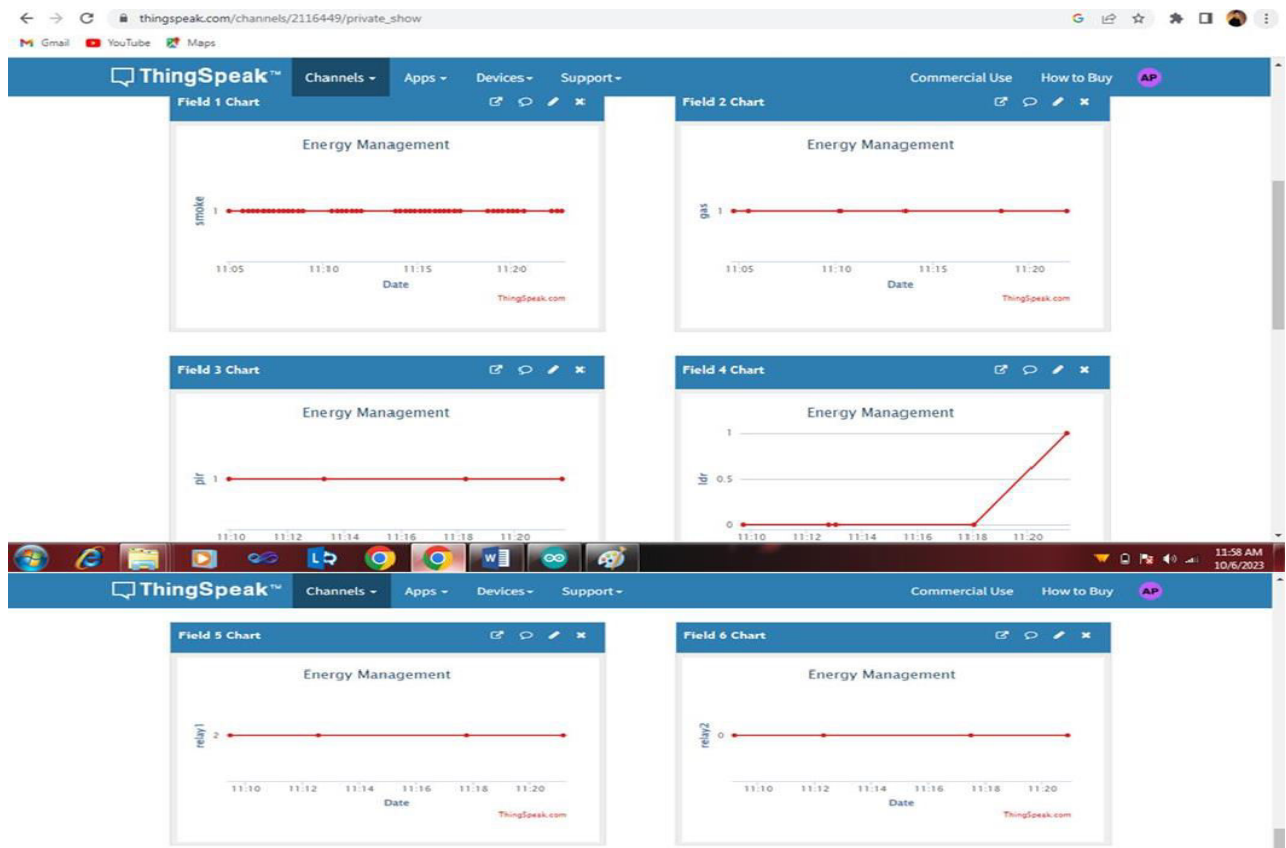 thingspeak.com/channels/2116449/private_show
Gmail YouTube Maps
ThingSpeak™ Channels Apps Devices Support Commercial Use How to Buy AP
Field 1 Chart
Energy Management
smoke
1
11:05 11:10 11:15 11:20
Date
ThingSpeak.com
Field 2 Chart
Energy Management
gas
1
11:05 11:10 11:15 11:20
Date
ThingSpeak.com
Field 3 Chart
Energy Management
pir
1
11:10 11:12 11:14 11:16 11:18 11:20
Field 4 Chart
Energy Management
ldr
1
0.5
0
11:10 11:12 11:14 11:16 11:18 11:20
11:58 AM
10/6/2023
ThingSpeak™ Channels Apps Devices Support Commercial Use How to Buy AP
Field 5 Chart
Energy Management
relay1
2
11:10 11:12 11:14 11:16 11:18 11:20
Date
ThingSpeak.com
Field 6 Chart
Energy Management
relay2
0
11:10 11:12 11:14 11:16 11:18 11:20
Date
ThingSpeak.com